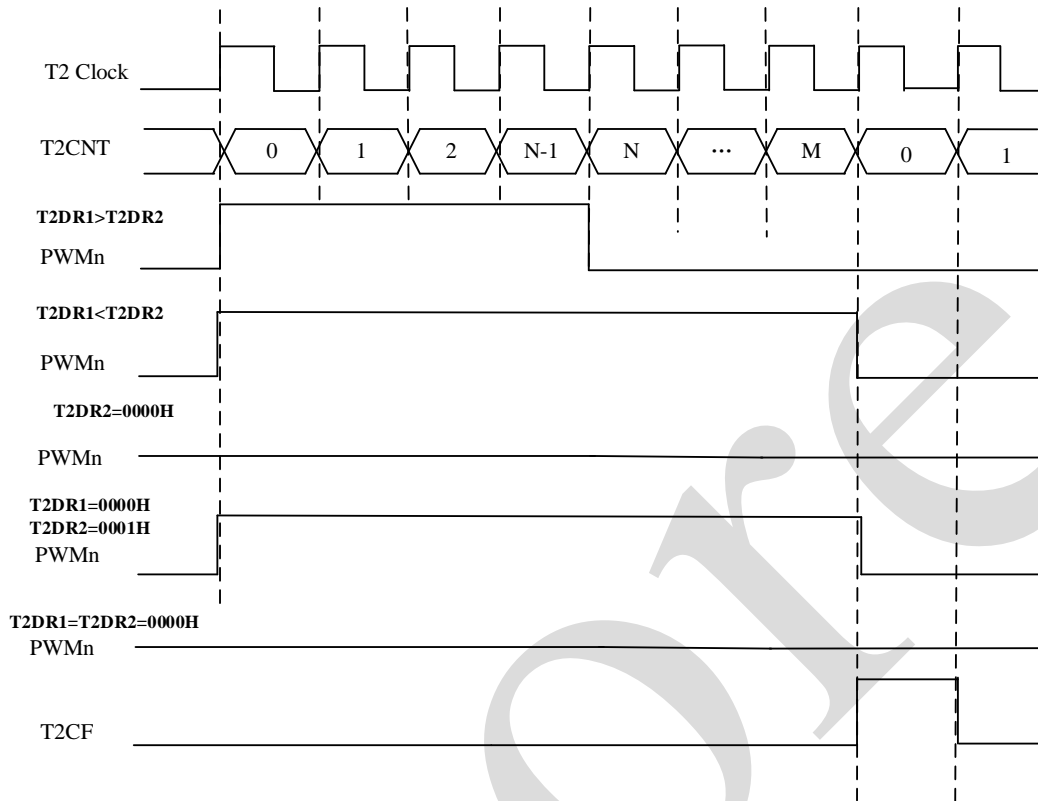 T2 Clock
T2CNT 0 1 2 N-1 N ... M 0 1
T2DR1>T2DR2
PWMn
T2DR1<T2DR2
PWMn
T2DR2=0000H
PWMn
T2DR1=0000H
T2DR2=0001H
PWMn
T2DR1=T2DR2=0000H
PWMn
T2CF
ore